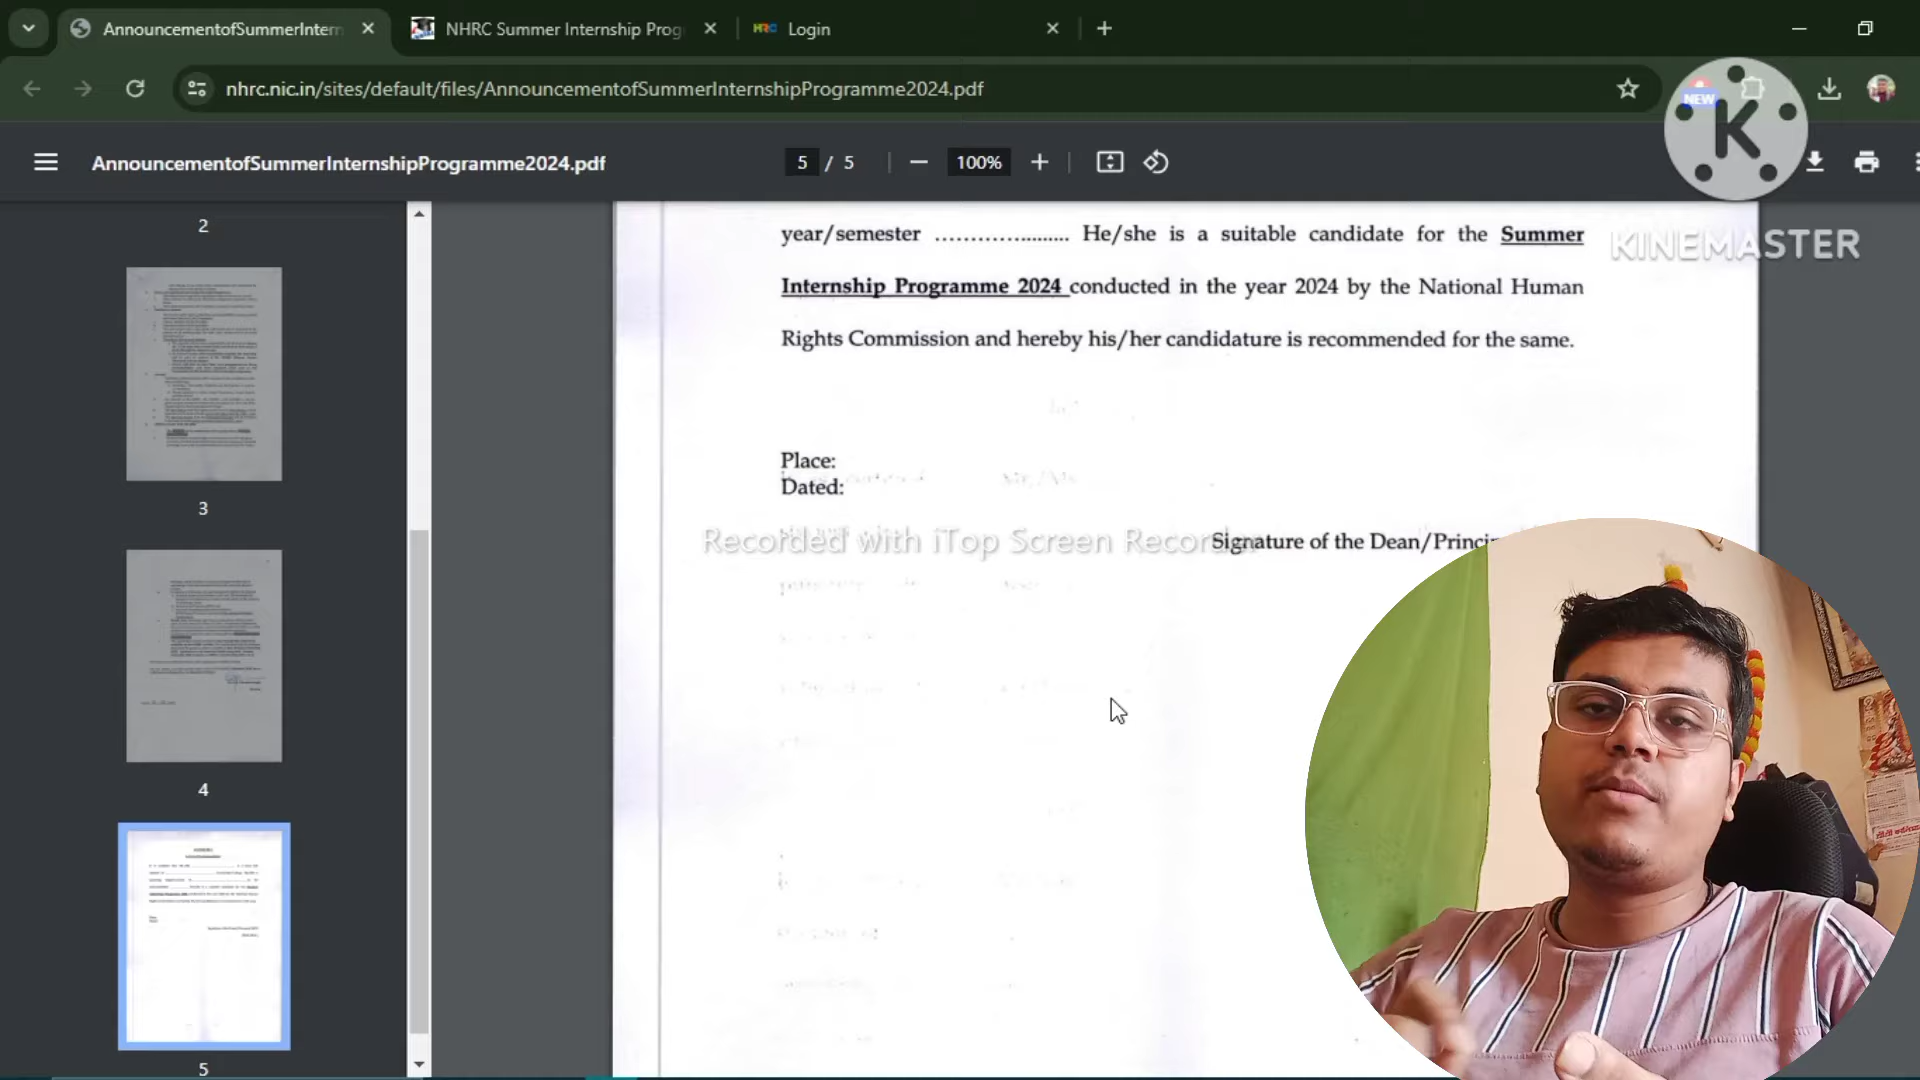 AnnouncementofSummerIntern
NHRC Summer Internship Prog
HRC Login
nhrc.nic.in/sites/default/files/AnnouncementofSummerInternshipProgramme2024.pdf
NEW
K
KINEMASTER
AnnouncementofSummerInternshipProgramme2024.pdf
5 / 5
100%
2
3
4
5
year/semester …………......... He/she is a suitable candidate for the Summer
Internship Programme 2024 conducted in the year 2024 by the National Human
Rights Commission and hereby his/her candidature is recommended for the same.
Place:
Dated:
Recorded with iTop Screen Recorder
Signature of the Dean/Princip